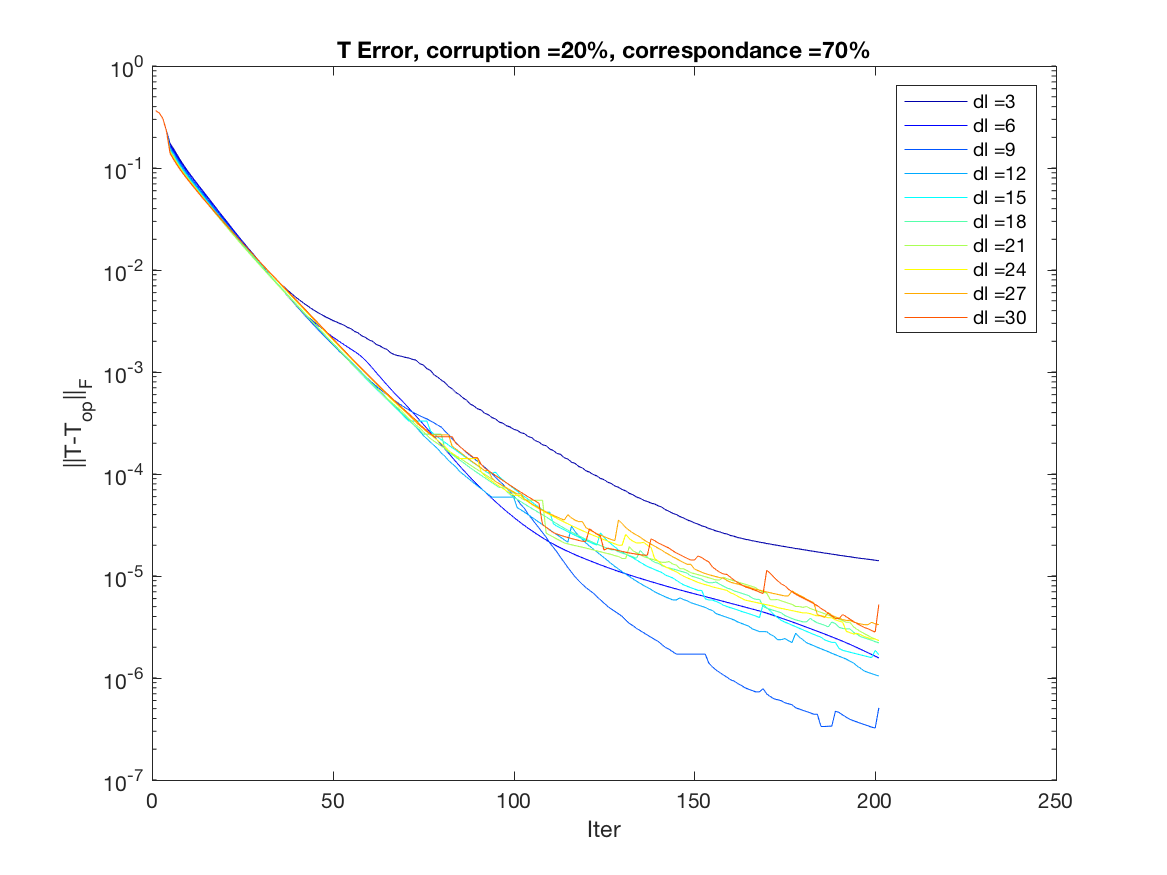 T Error, corruption =20%, correspondance =70%
10^0
10^-1
10^-2
10^-3
10^-4
10^-5
10^-6
10^-7
||T-T_op||_F
0 50 100 150 200 250
Iter
dl =3
dl =6
dl =9
dl =12
dl =15
dl =18
dl =21
dl =24
dl =27
dl =30